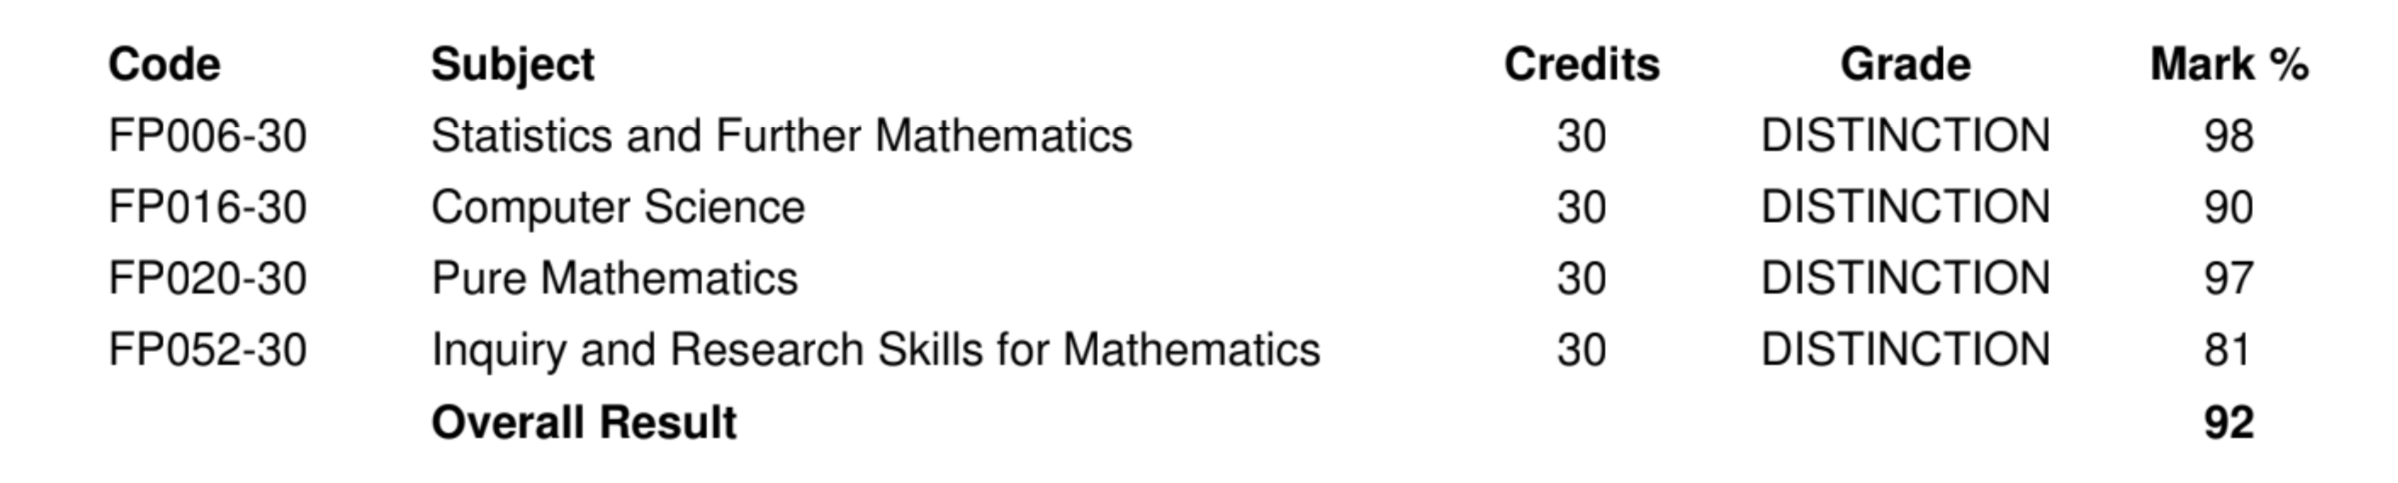 Code Subject Credits Grade Mark %
FP006-30 Statistics and Further Mathematics 30 DISTINCTION 98
FP016-30 Computer Science 30 DISTINCTION 90
FP020-30 Pure Mathematics 30 DISTINCTION 97
FP052-30 Inquiry and Research Skills for Mathematics 30 DISTINCTION 81
Overall Result 92